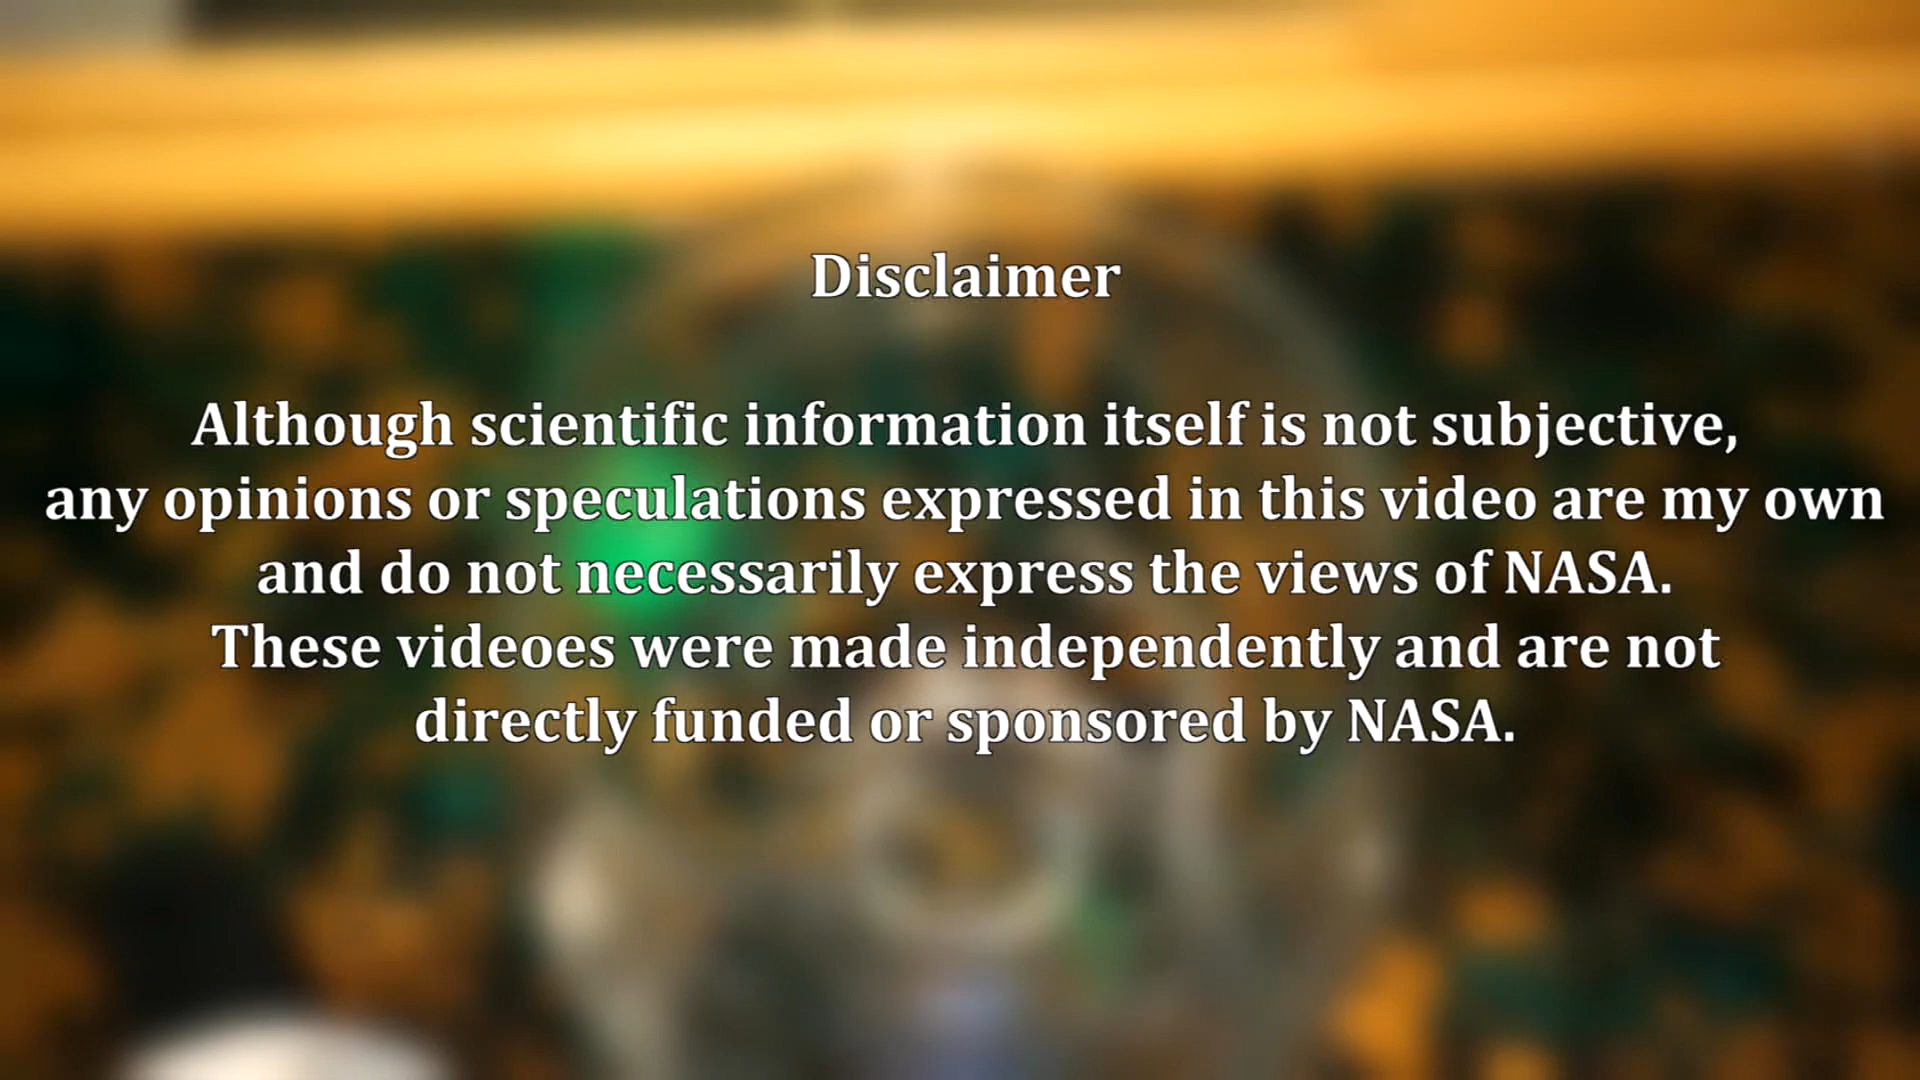 Disclaimer
Although scientific information itself is not subjective,
any opinions or speculations expressed in this video are my own
and do not necessarily express the views of NASA.
These videoes were made independently and are not
directly funded or sponsored by NASA.